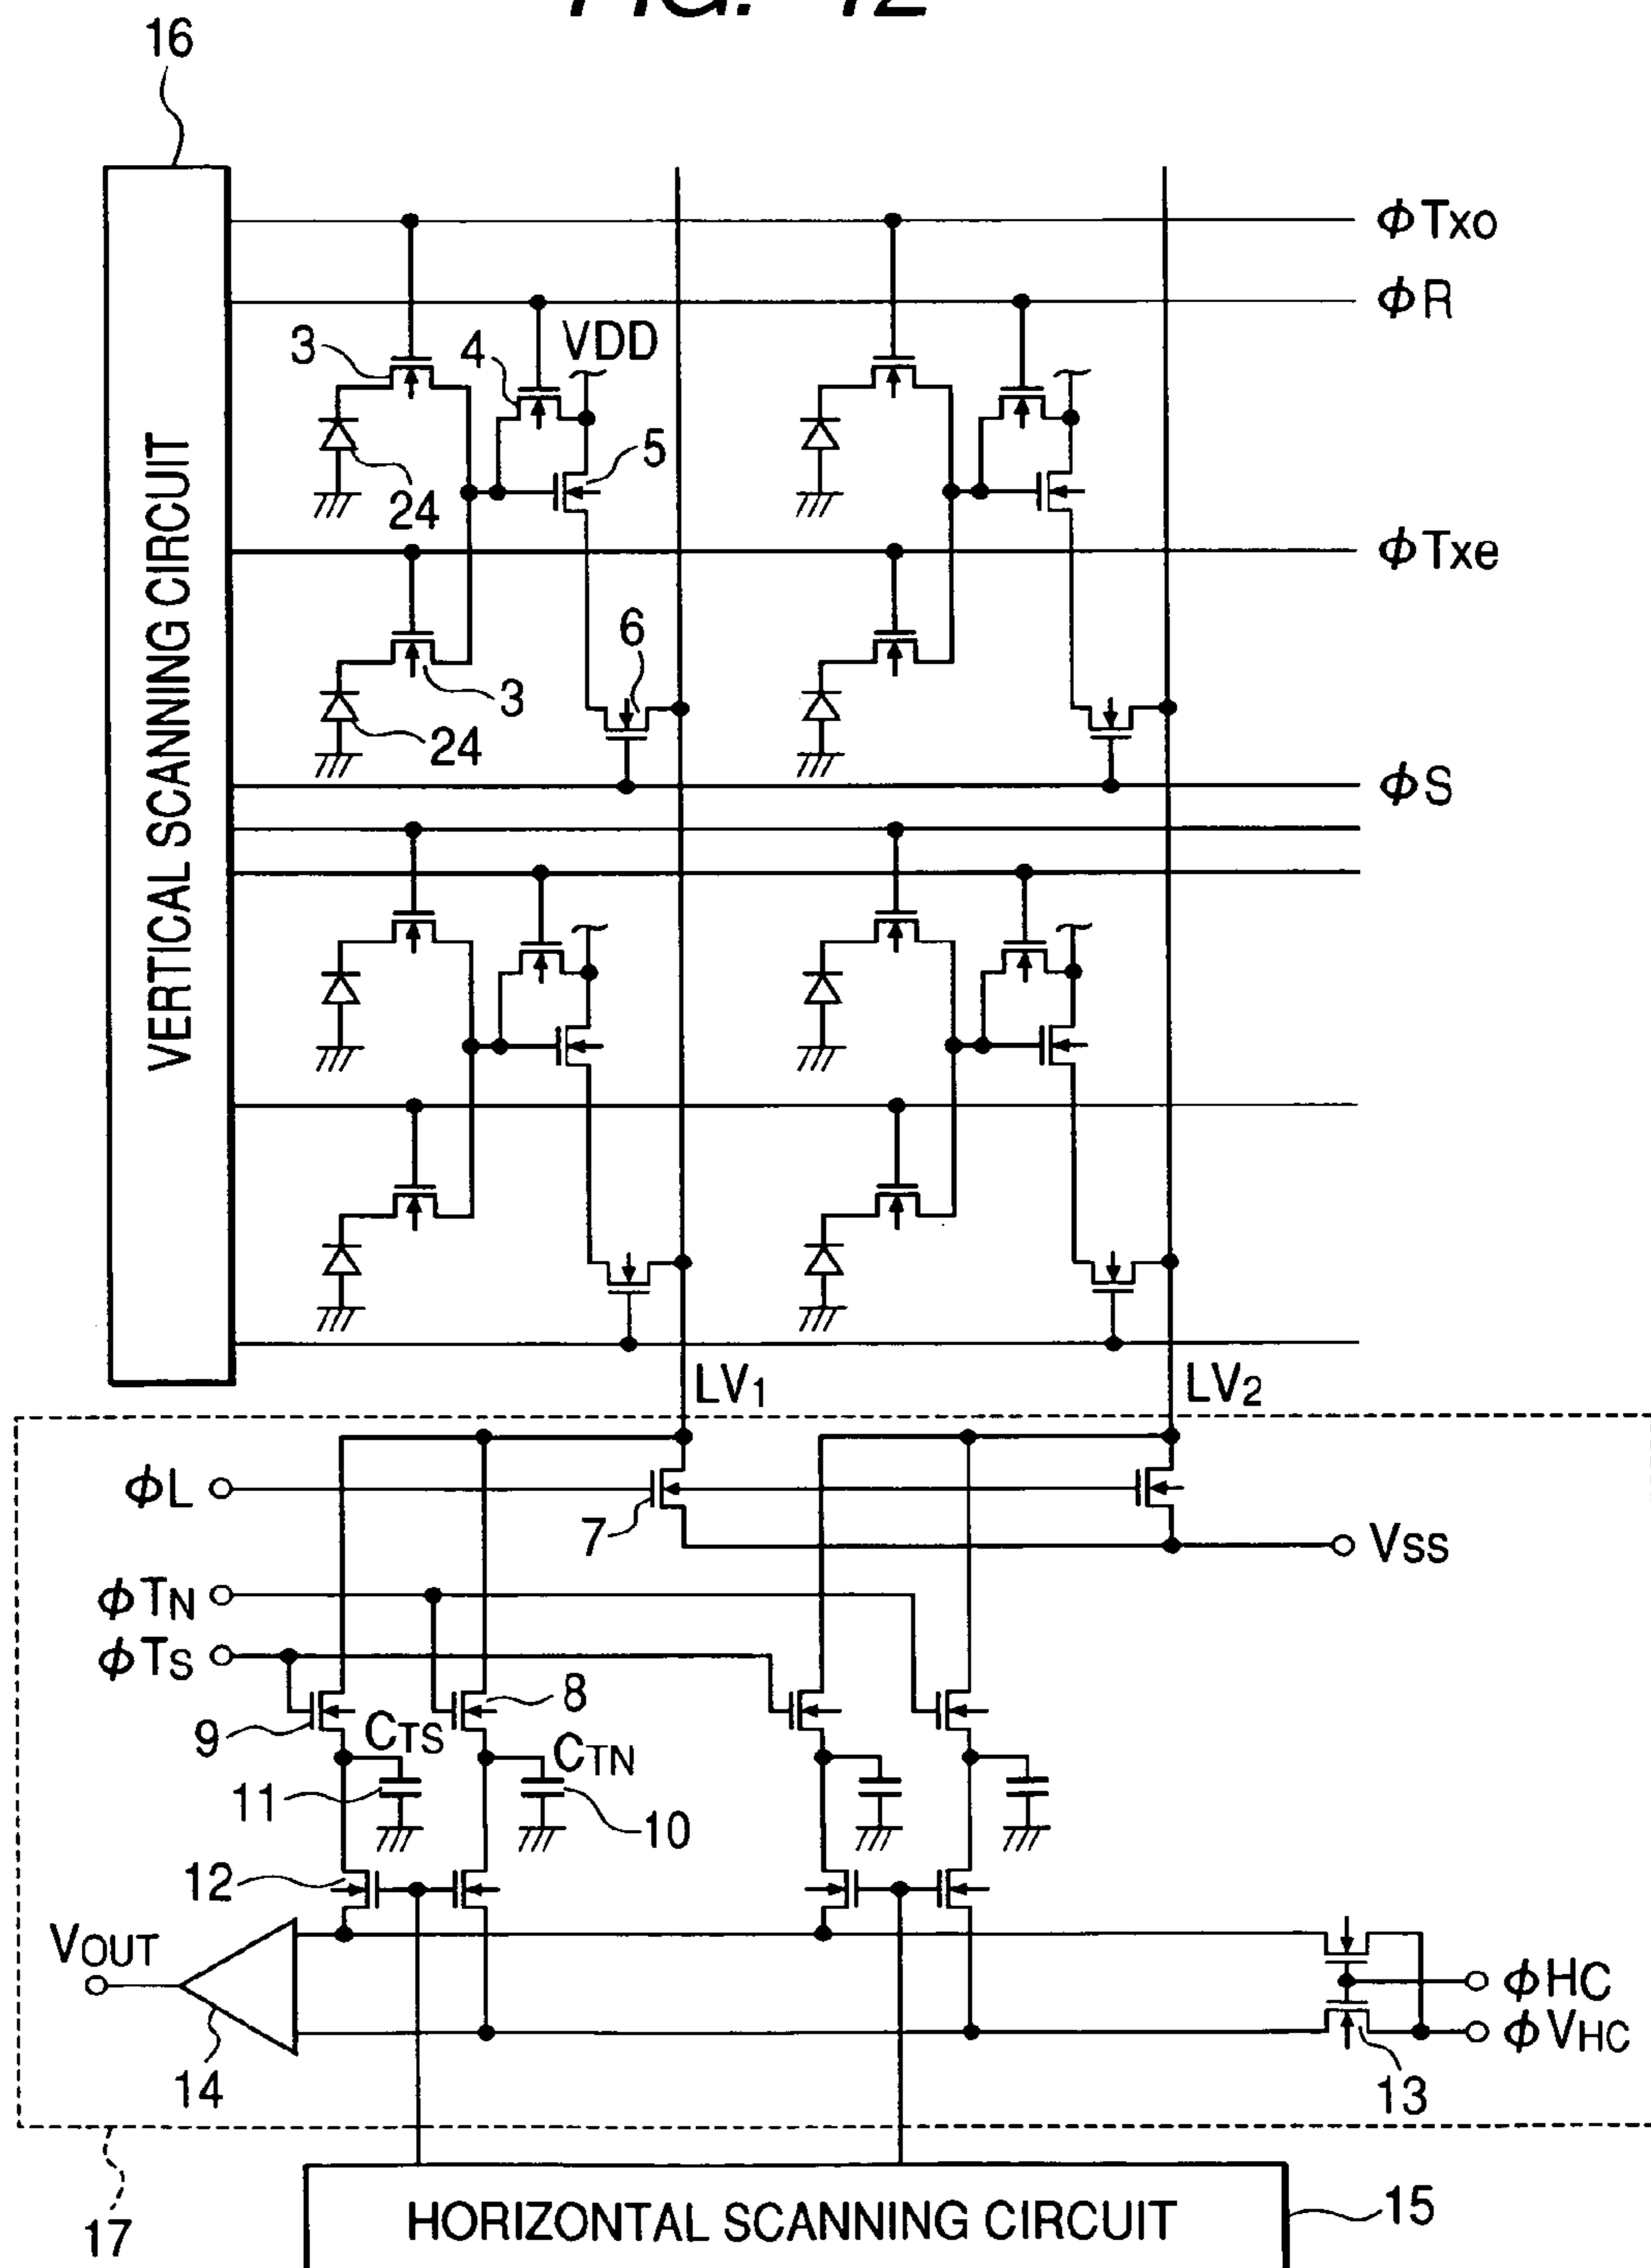 FIG. 12
16
ϕTxo
ϕR
3
4
VDD
5
24
ϕTxe
6
3
24
ϕS
VERTICAL SCANNING CIRCUIT
LV1
LV2
ϕL
7
VSS
ϕTN
ϕTS
8
9
CTS
CTN
11
10
12
VOUT
ϕHC
ϕVHC
14
13
17
HORIZONTAL SCANNING CIRCUIT
15